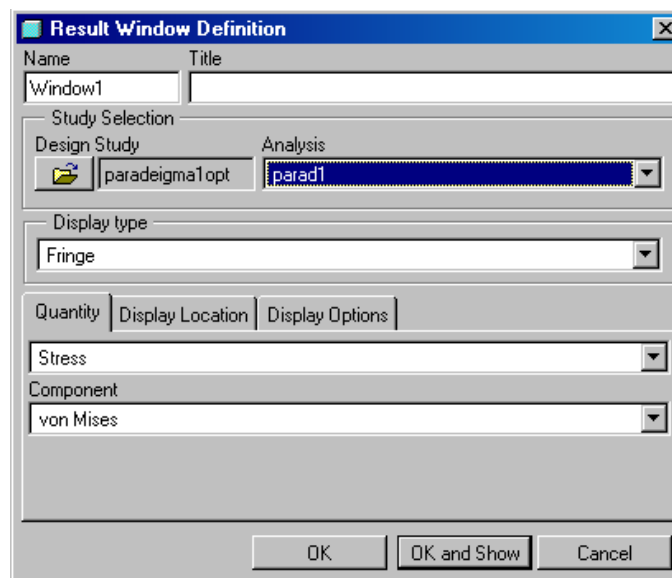 Result Window Definition
Name Title
Window1
Study Selection
Design Study Analysis
paradeigma1opt parad1
Display type
Fringe
Quantity Display Location Display Options
Stress
Component
von Mises
OK OK and Show Cancel